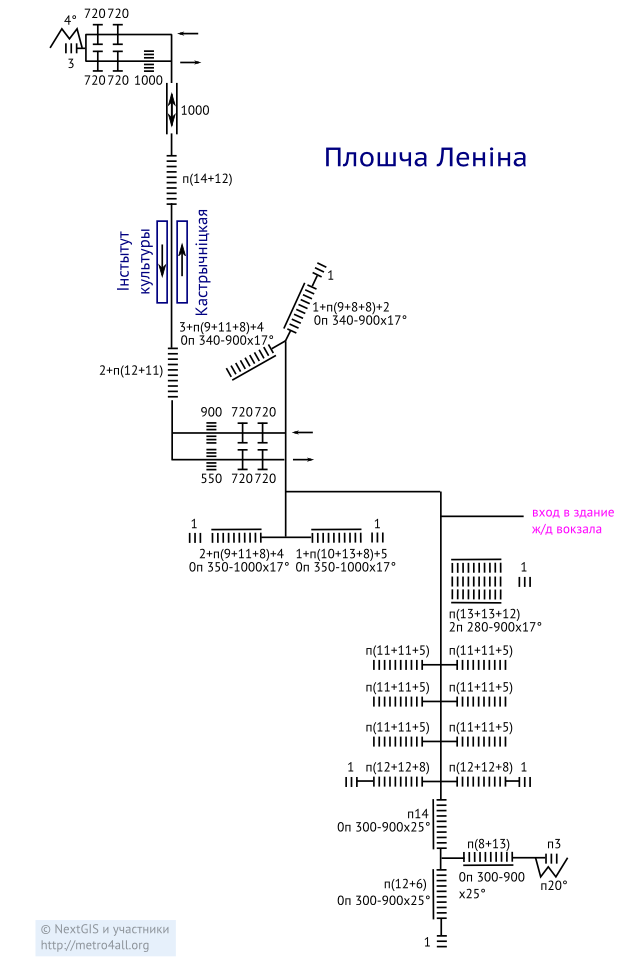 4°
720 720
3
720 720 1000
1000
Плошча Леніна
п(14+12)
Інстытут
культуры
Кастрычніцкая
1
1+п(9+8+8)+2
0п 340-900x17°
3+п(9+11+8)+4
0п 340-900x17°
2+п(12+11)
900 720 720
550 720 720
вход в здание
ж/д вокзала
1
1
2+п(9+11+8)+4
0п 350-1000x17°
1+п(10+13+8)+5
0п 350-1000x17°
1
п(13+13+12)
2п 280-900x17°
п(11+11+5) п(11+11+5)
п(11+11+5) п(11+11+5)
п(11+11+5) п(11+11+5)
1 п(12+12+8) п(12+12+8) 1
п14
0п 300-900x25°
п(8+13)
п3
0п 300-900
x25°
п20°
п(12+6)
0п 300-900x25°
1
© NextGIS и участники
http://metro4all.org